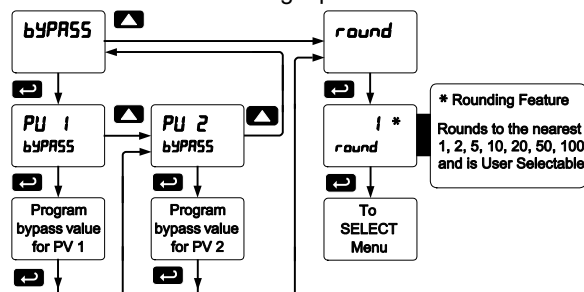 bYPASS
round
PU 1
bYPASS
PU 2
bYPASS
1 *
round
* Rounding Feature
Rounds to the nearest
1, 2, 5, 10, 20, 50, 100
and is User Selectable
Program
bypass value
for PV 1
Program
bypass value
for PV 2
To
SELECT
Menu